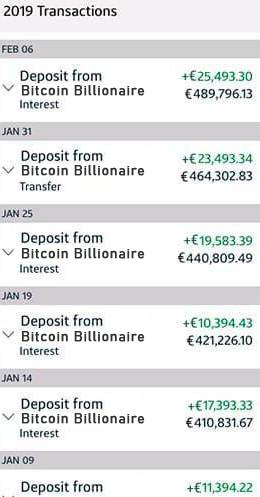 2019 Transactions
FEB 06
Deposit from +€25,493.30
Bitcoin Billionaire €489,796.13
Interest
JAN 31
Deposit from +€23,493.34
Bitcoin Billionaire €464,302.83
Transfer
JAN 25
Deposit from +€19,583.39
Bitcoin Billionaire €440,809.49
Interest
JAN 19
Deposit from +€10,394.43
Bitcoin Billionaire €421,226.10
Interest
JAN 14
Deposit from +€17,393.33
Bitcoin Billionaire €410,831.67
Interest
JAN 09
Deposit from +€11,394.22